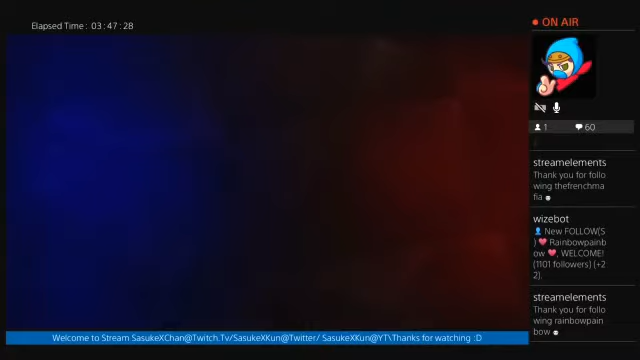 Elapsed Time : 03:47:28
ON AIR
1
60
streamelements
Thank you for follo
wing thefrenchma
fia
wizebot
New FOLLOW(S
) Rainbowpainb
ow , WELCOME!
(1101 followers) (+2
2).
streamelements
Thank you for follo
wing rainbowpain
bow
Welcome to Stream SasukeXChan@Twitch.Tv/SasukeXKun@Twitter/ SasukeXKun@YT\Thanks for watching :D